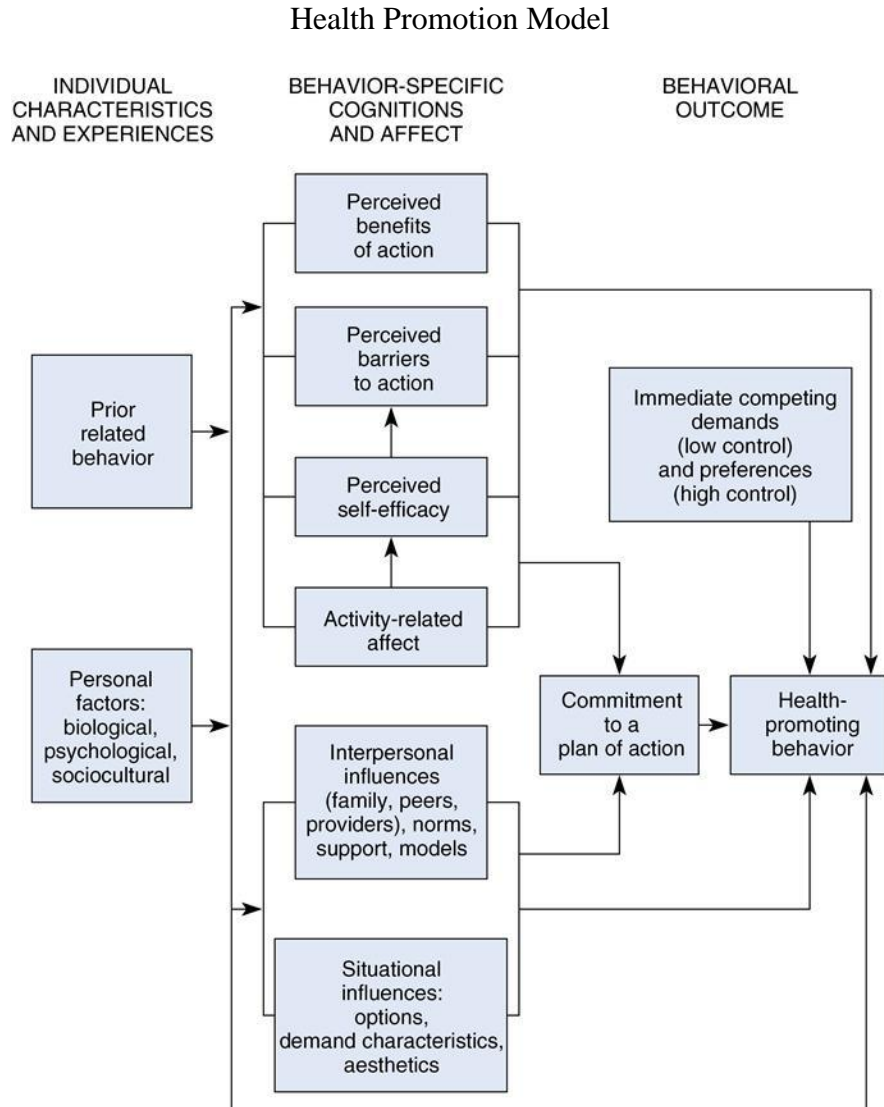 Health Promotion Model
INDIVIDUAL
CHARACTERISTICS
AND EXPERIENCES
BEHAVIOR-SPECIFIC
COGNITIONS
AND AFFECT
BEHAVIORAL
OUTCOME
Perceived
benefits
of action
Perceived
barriers
to action
Prior
related
behavior
Immediate competing
demands
(low control)
and preferences
(high control)
Perceived
self-efficacy
Activity-related
affect
Personal
factors:
biological,
psychological,
sociocultural
Commitment
to a
plan of action
Health-
promoting
behavior
Interpersonal
influences
(family, peers,
providers), norms,
support, models
Situational
influences:
options,
demand characteristics,
aesthetics